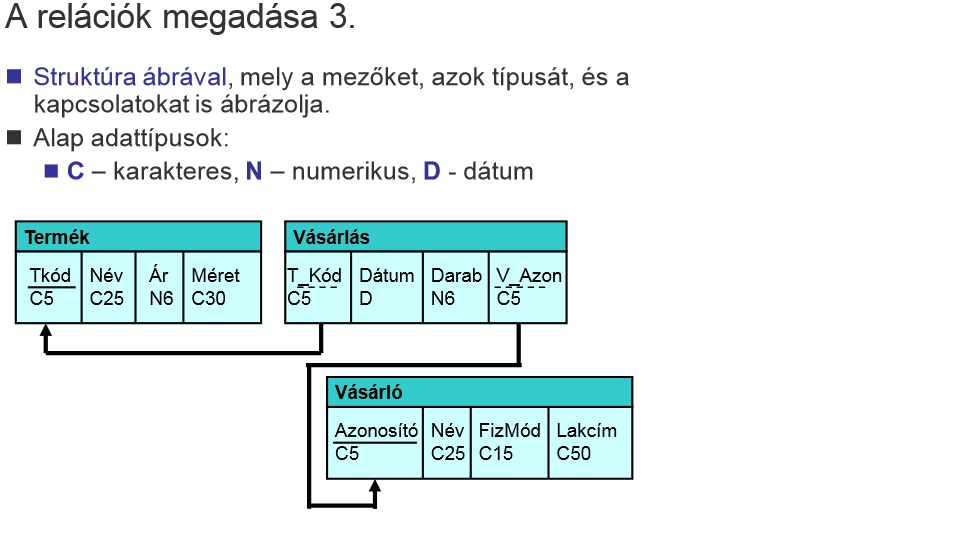 A relációk megadása 3.
Struktúra ábrával, mely a mezőket, azok típusát, és a
kapcsolatokat is ábrázolja.
Alap adattípusok:
C – karakteres, N – numerikus, D - dátum
Termék
Tkód Név Ár Méret
C5 C25 N6 C30
Vásárlás
T_Kód Dátum Darab V_Azon
C5 D N6 C5
Vásárló
Azonosító Név FizMód Lakcím
C5 C25 C15 C50